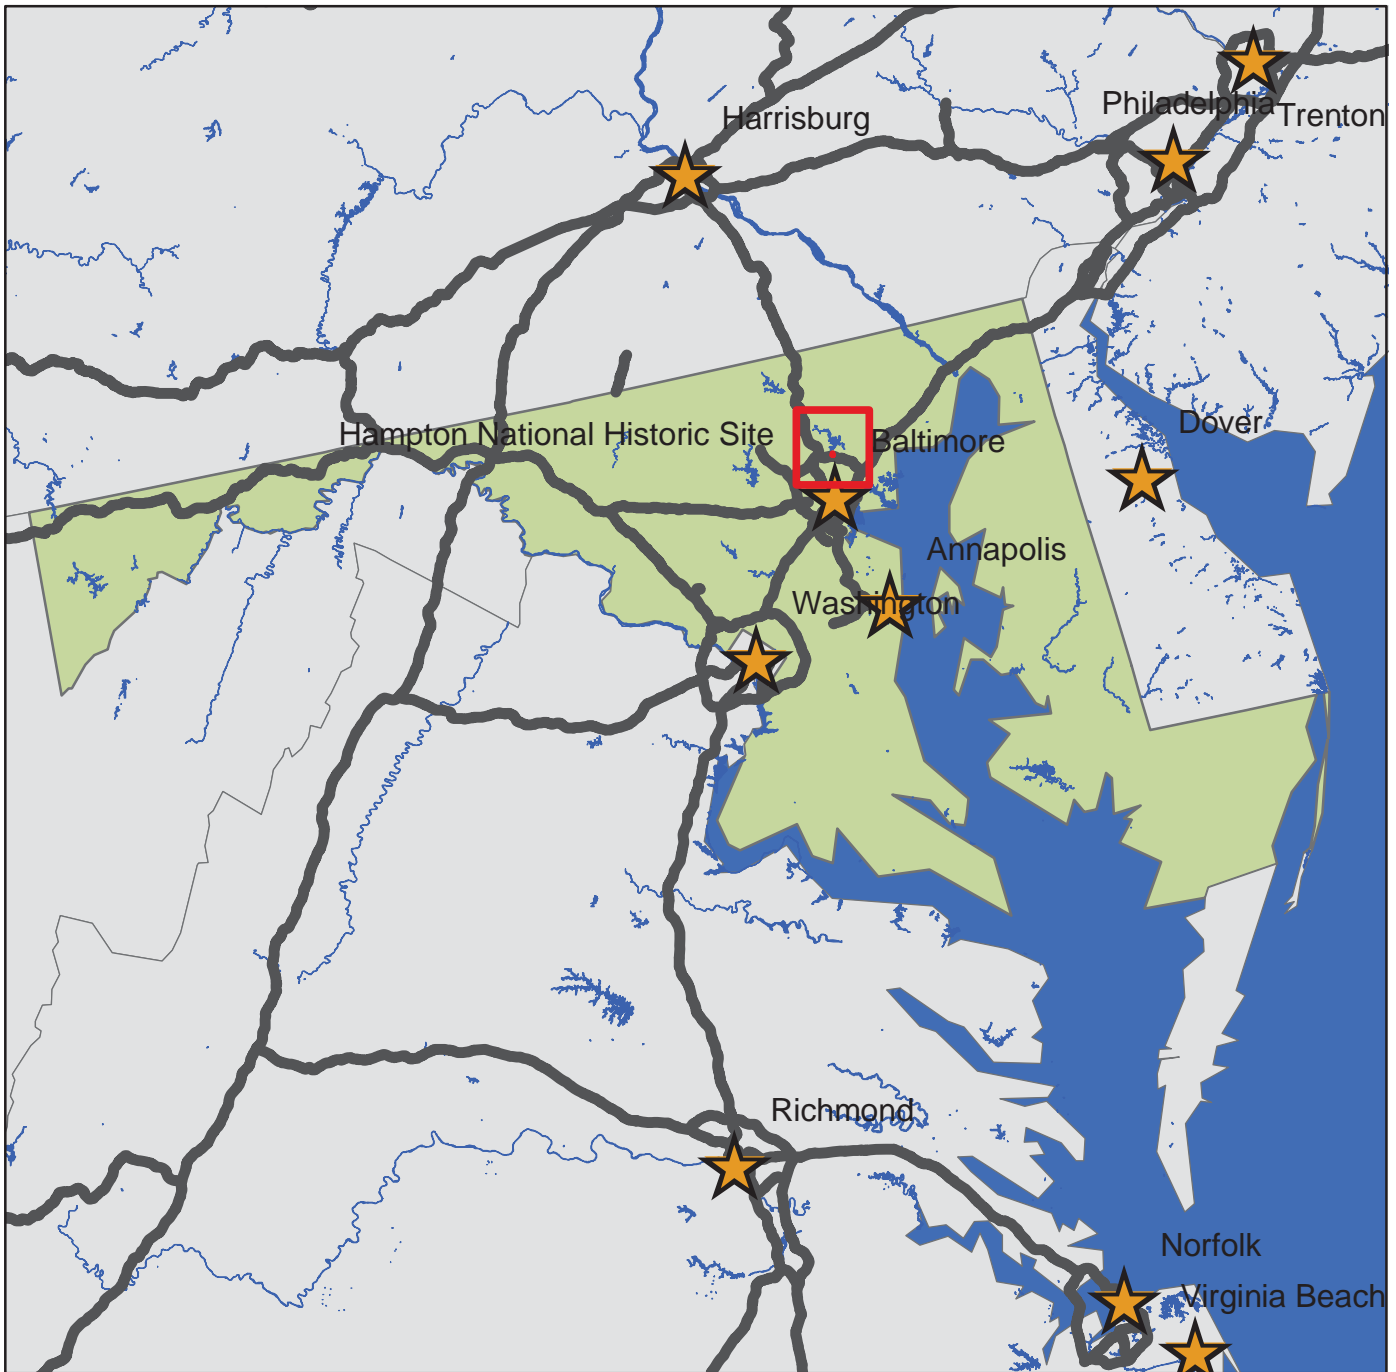 Philadelphia
Trenton
Harrisburg
Dover
Hampton National Historic Site
Baltimore
Annapolis
Washington
Richmond
Norfolk
Virginia Beach